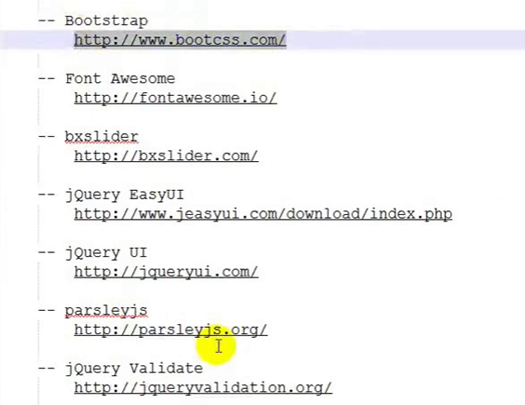 -- Bootstrap
http://www.bootcss.com/
-- Font Awesome
http://fontawesome.io/
-- bxslider
http://bxslider.com/
-- jQuery EasyUI
http://www.jeasyui.com/download/index.php
-- jQuery UI
http://jqueryui.com/
-- parsleyjs
http://parsleyjs.org/
-- jQuery Validate
http://jqueryvalidation.org/